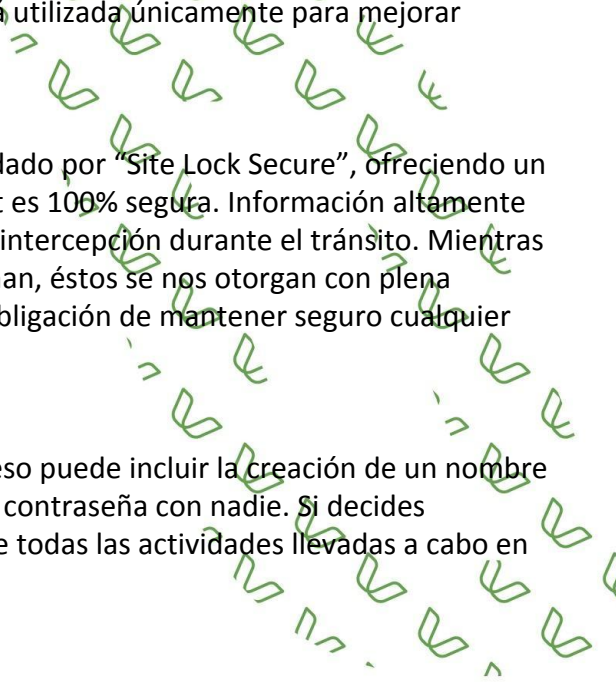 á utilizada únicamente para mejorar
dado por “Site Lock Secure”, ofreciendo un
t es 100% segura. Información altamente
intercepción durante el tránsito. Mientras
nan, éstos se nos otorgan con plena
bligación de mantener seguro cualquier
eso puede incluir la creación de un nombre
contraseña con nadie. Si decides
e todas las actividades llevadas a cabo en